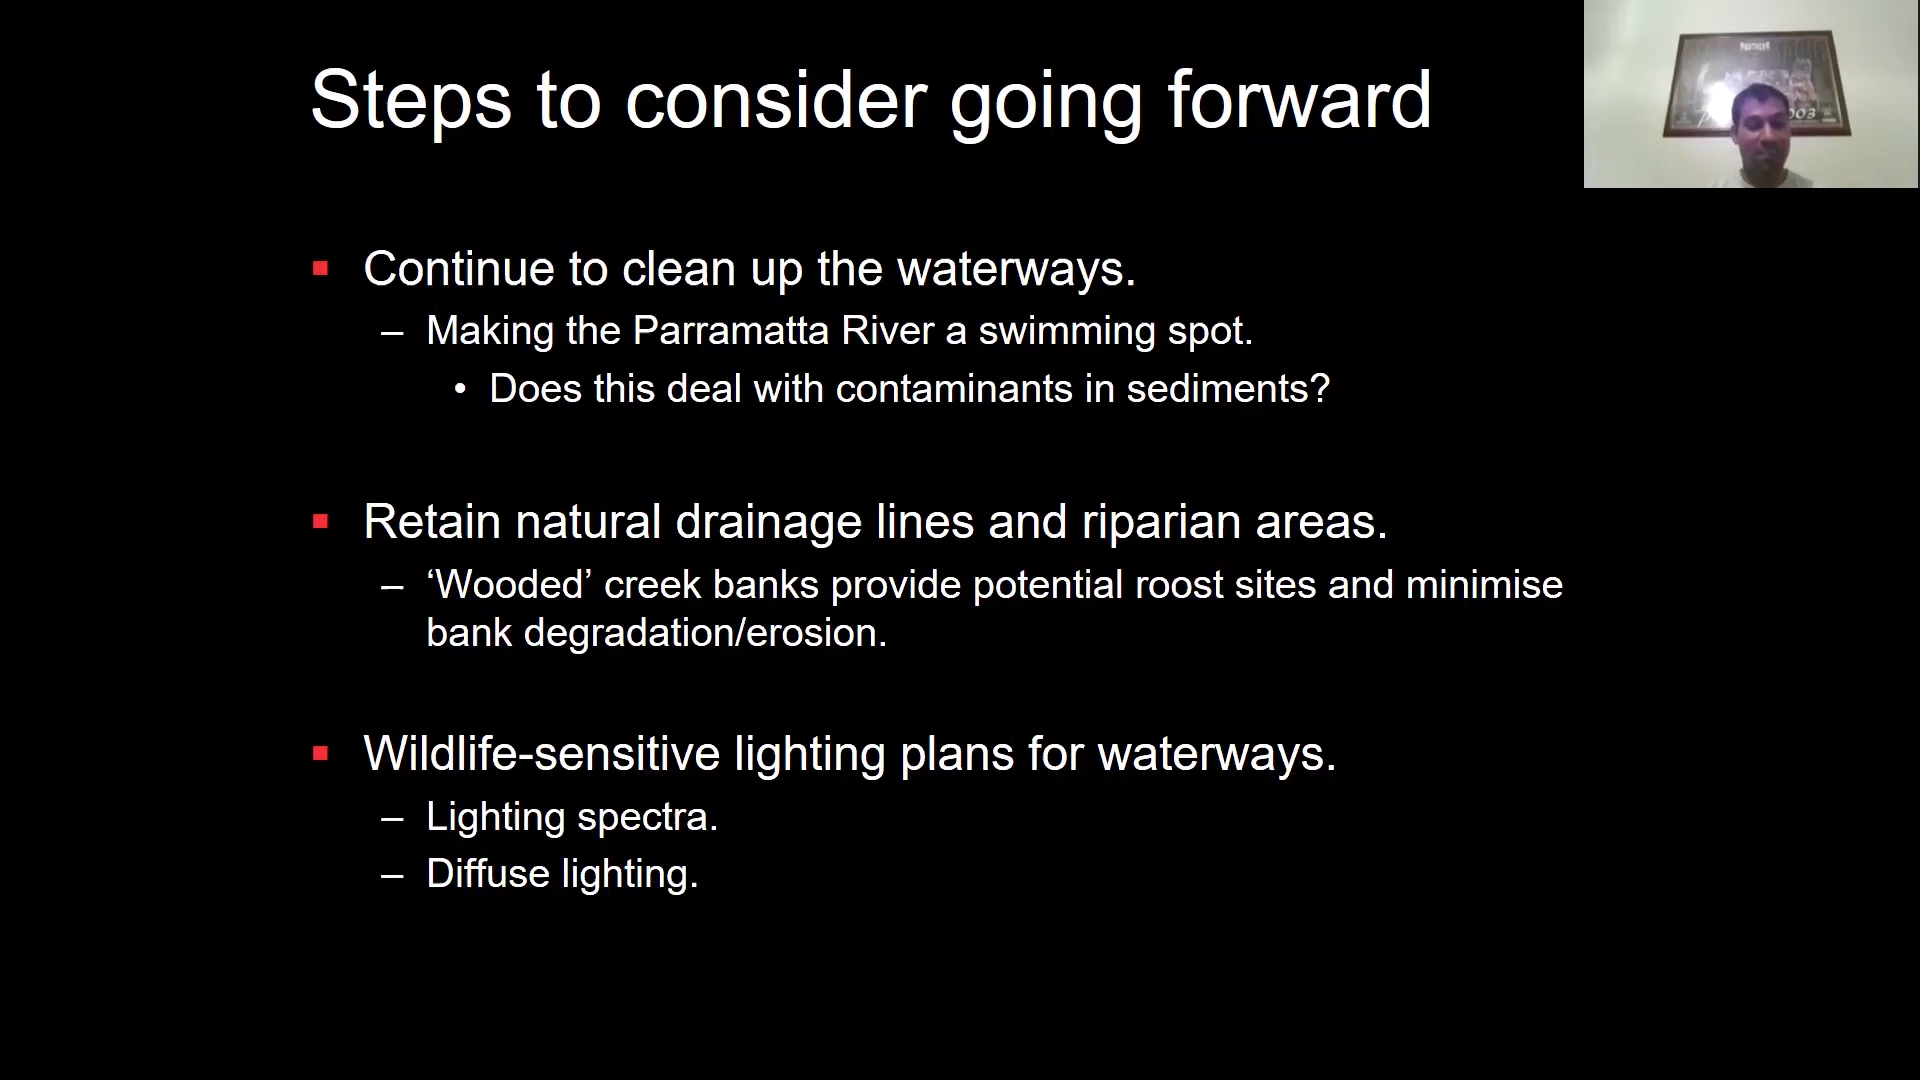 Steps to consider going forward
Continue to clean up the waterways.
– Making the Parramatta River a swimming spot.
• Does this deal with contaminants in sediments?
Retain natural drainage lines and riparian areas.
– ‘Wooded’ creek banks provide potential roost sites and minimise
bank degradation/erosion.
Wildlife-sensitive lighting plans for waterways.
– Lighting spectra.
– Diffuse lighting.